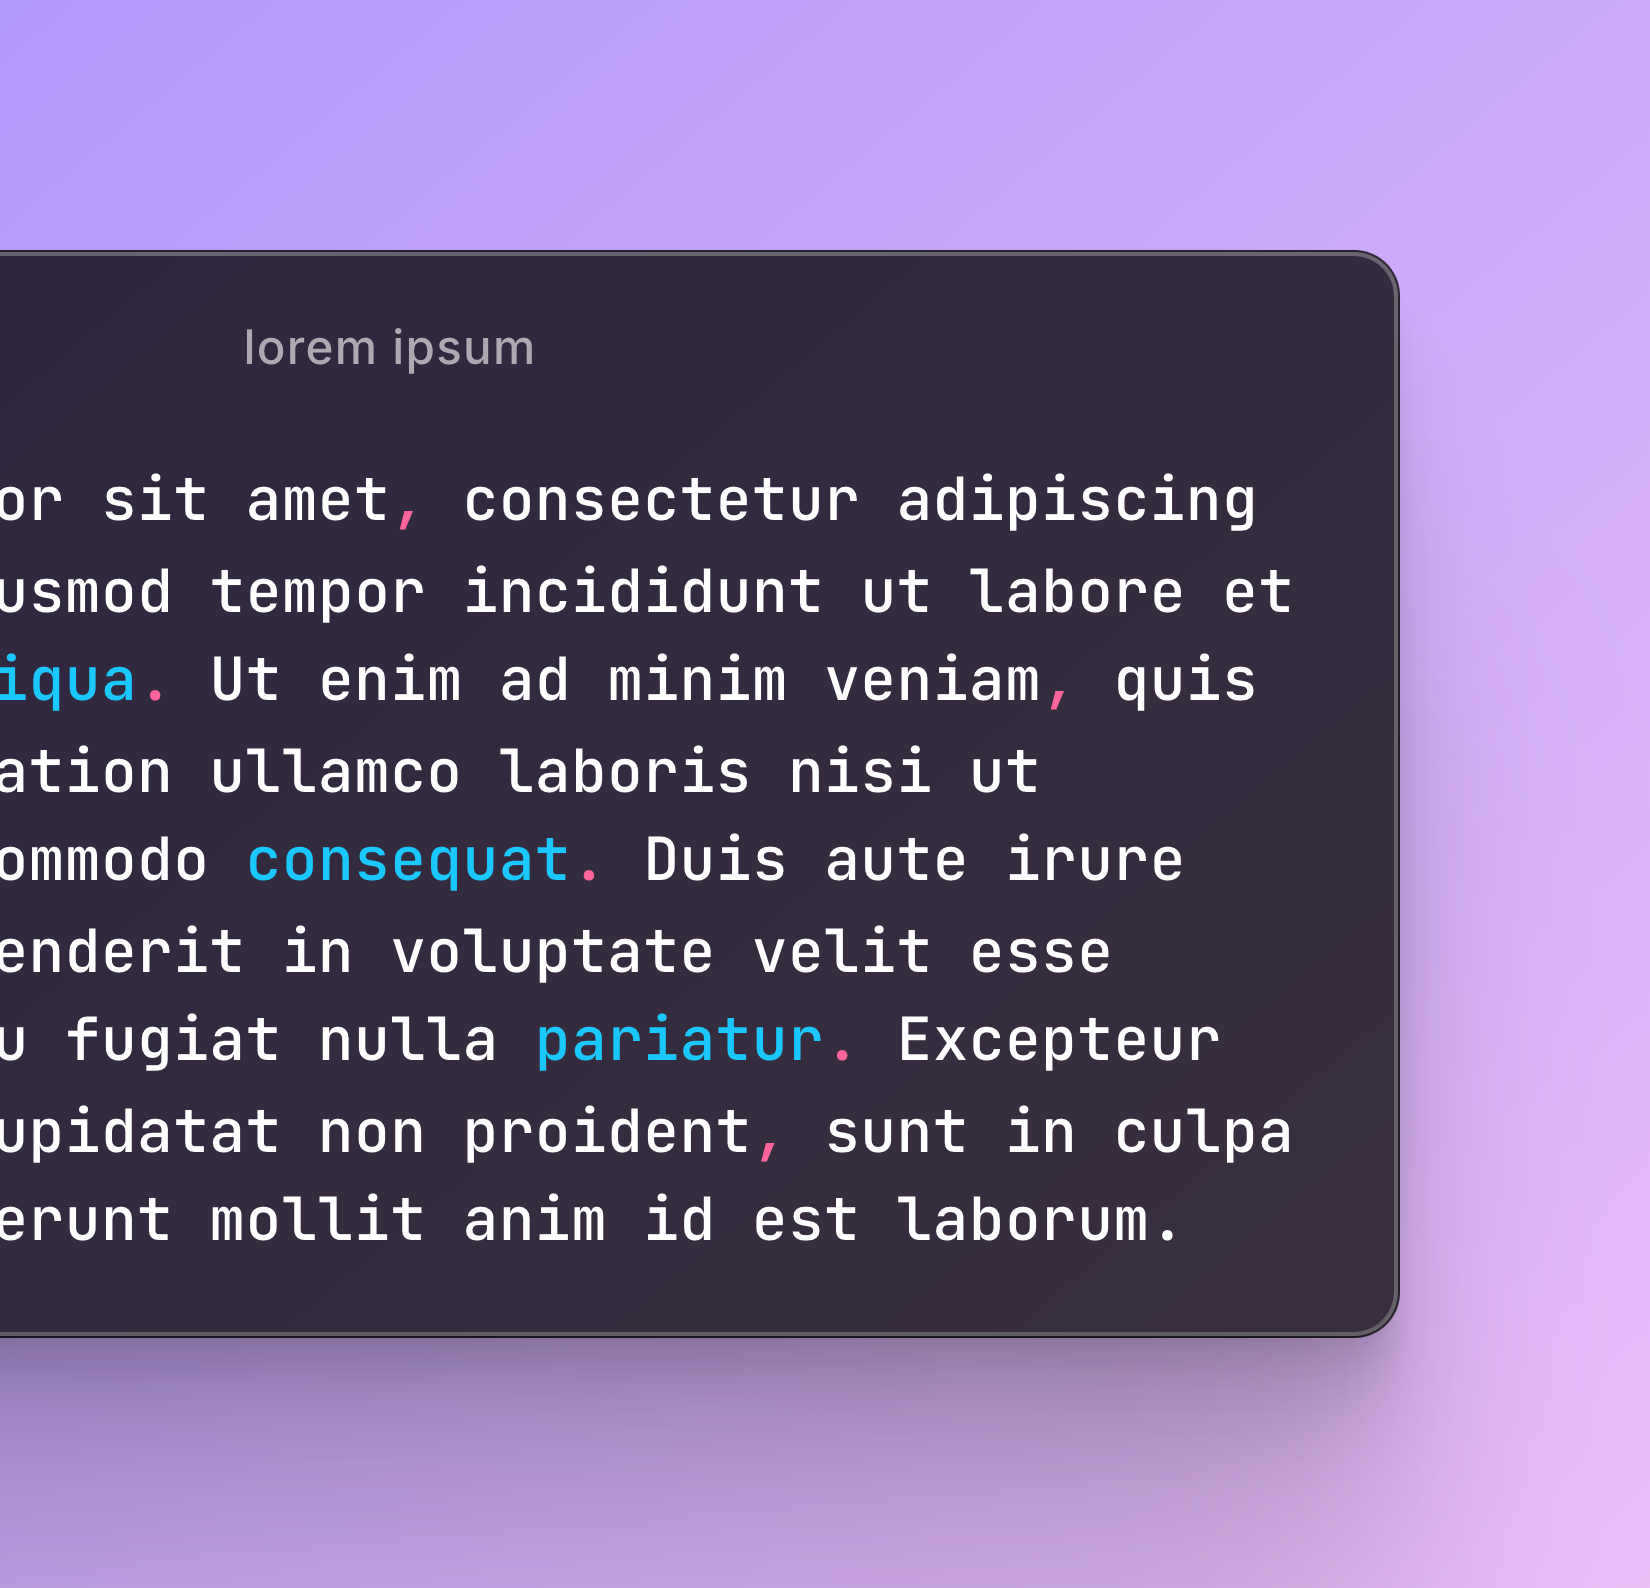 lorem ipsum
or sit amet, consectetur adipiscing
usmod tempor incididunt ut labore et
iqua. Ut enim ad minim veniam, quis
ation ullamco laboris nisi ut
ommodo consequat. Duis aute irure
enderit in voluptate velit esse
u fugiat nulla pariatur. Excepteur
upidatat non proident, sunt in culpa
erunt mollit anim id est laborum.